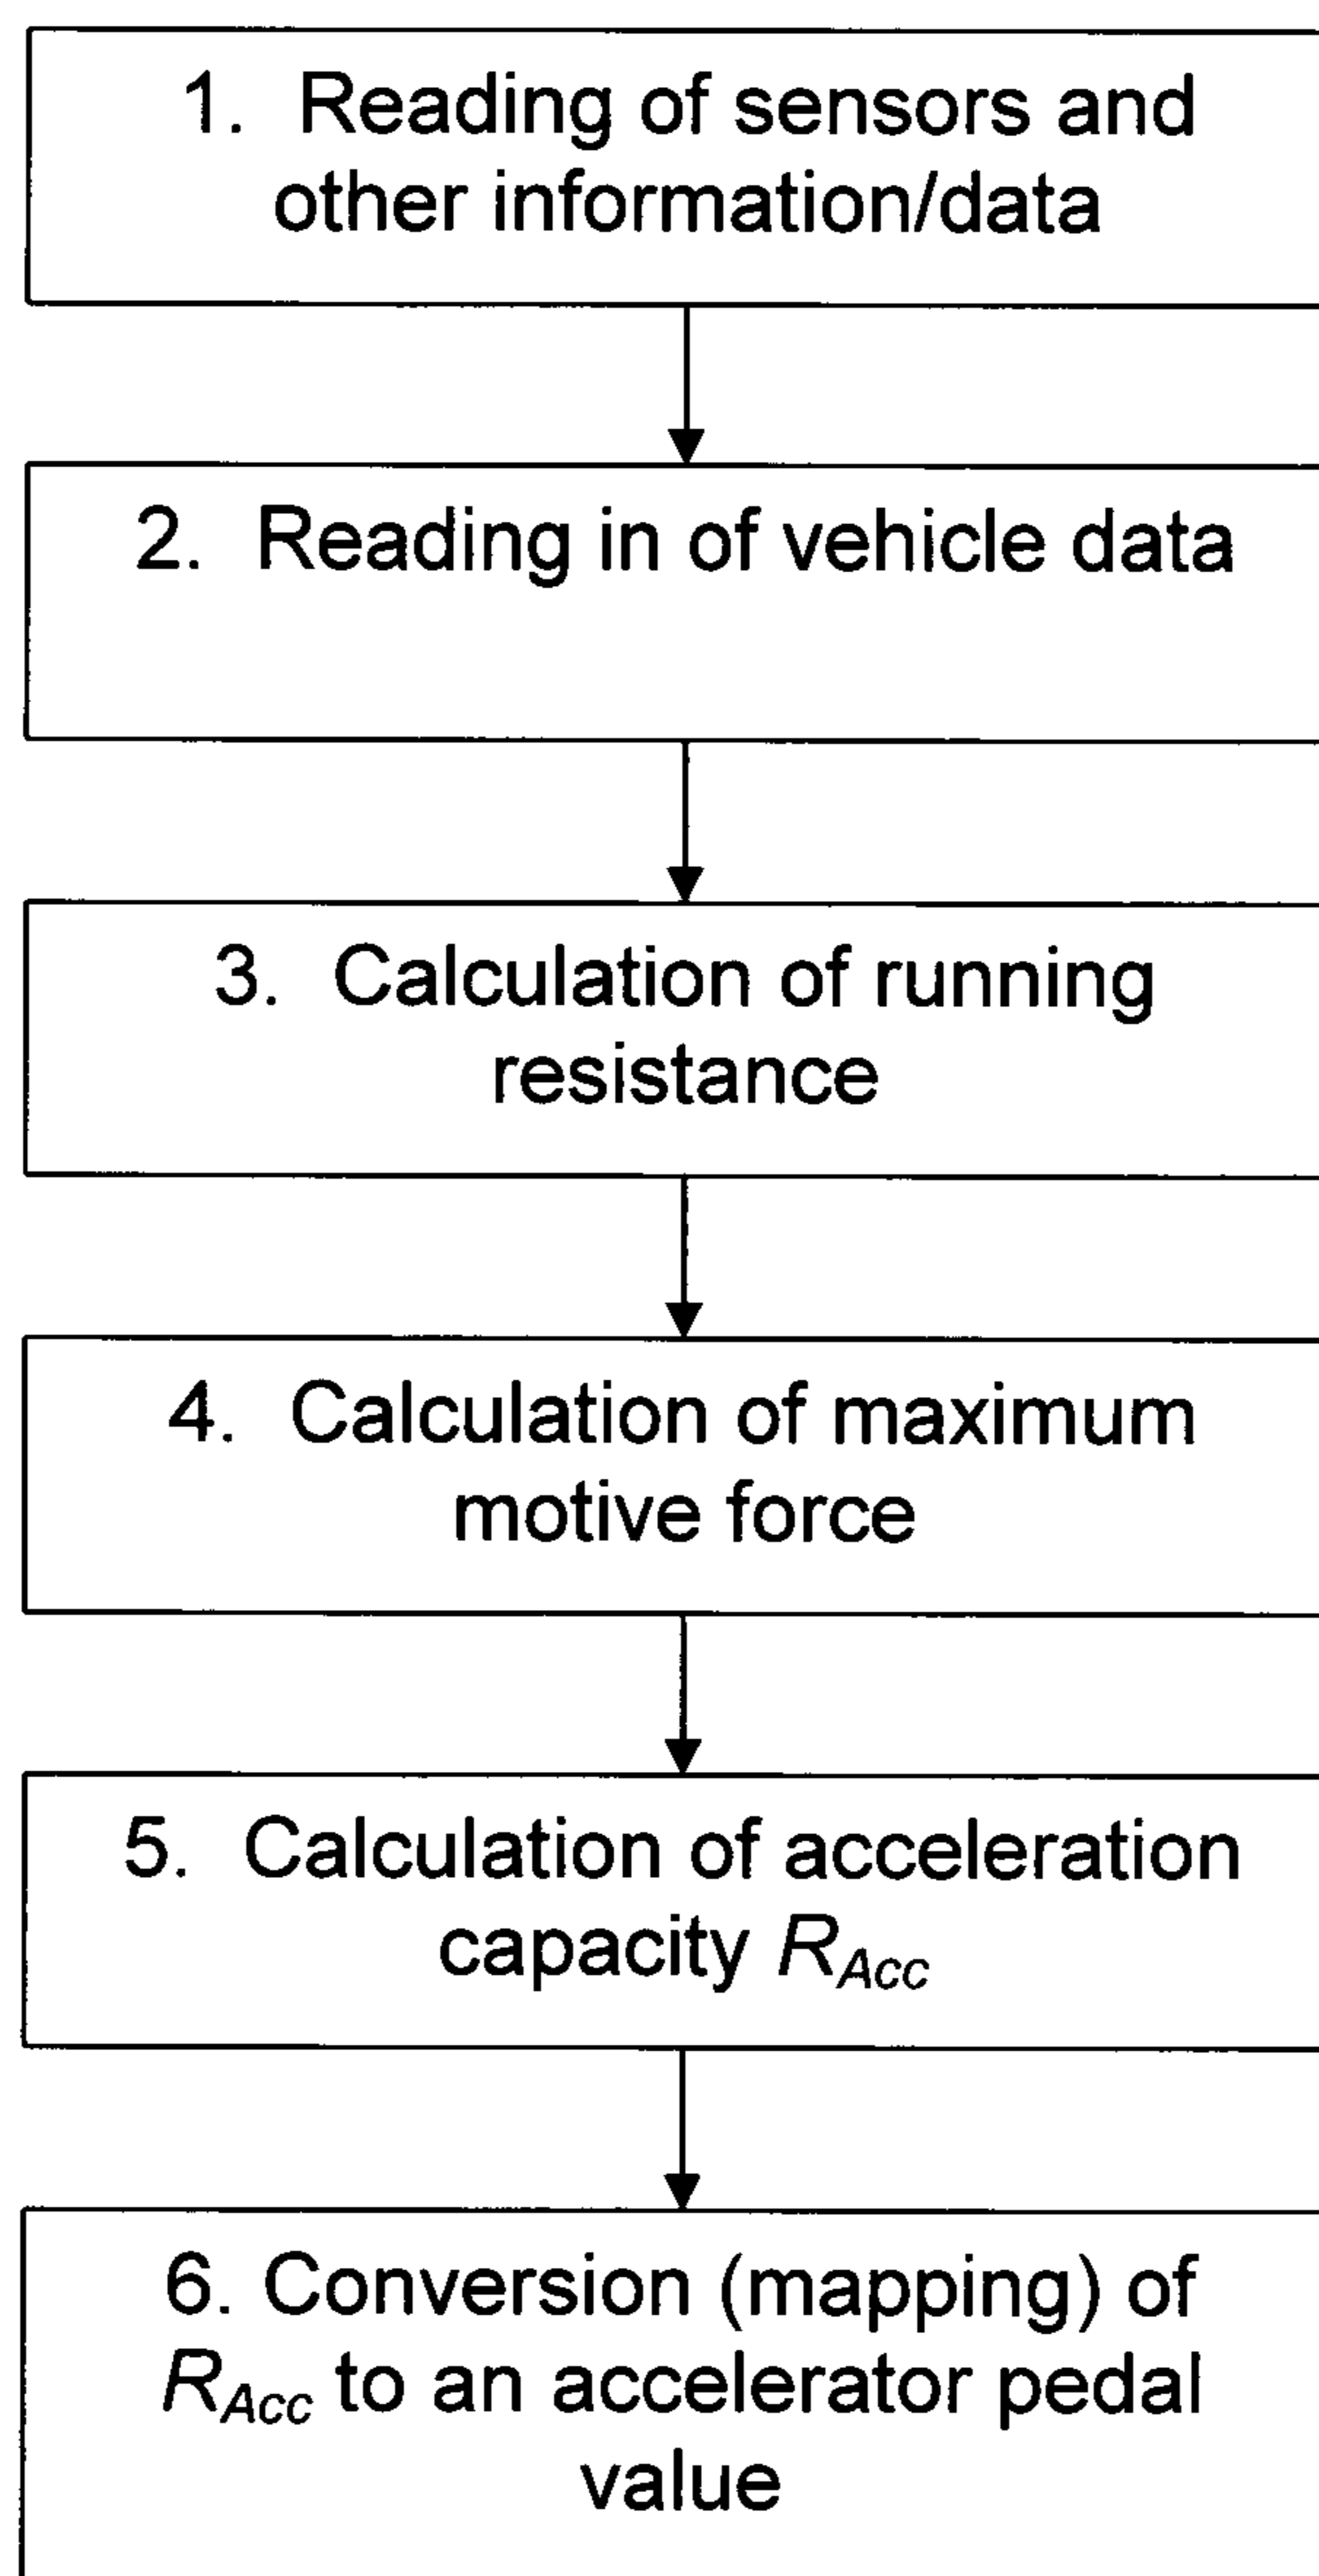 1. Reading of sensors and
other information/data
2. Reading in of vehicle data
3. Calculation of running
resistance
4. Calculation of maximum
motive force
5. Calculation of acceleration
capacity R_Acc
6. Conversion (mapping) of
R_Acc to an accelerator pedal
value